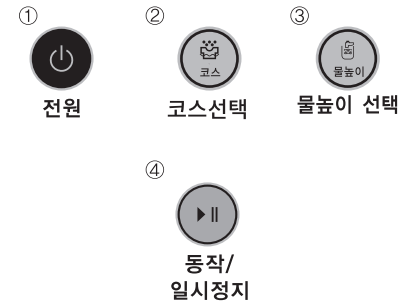 ① ② ③
코스 물높이
전원 코스선택 물높이 선택
④
동작/
일시정지